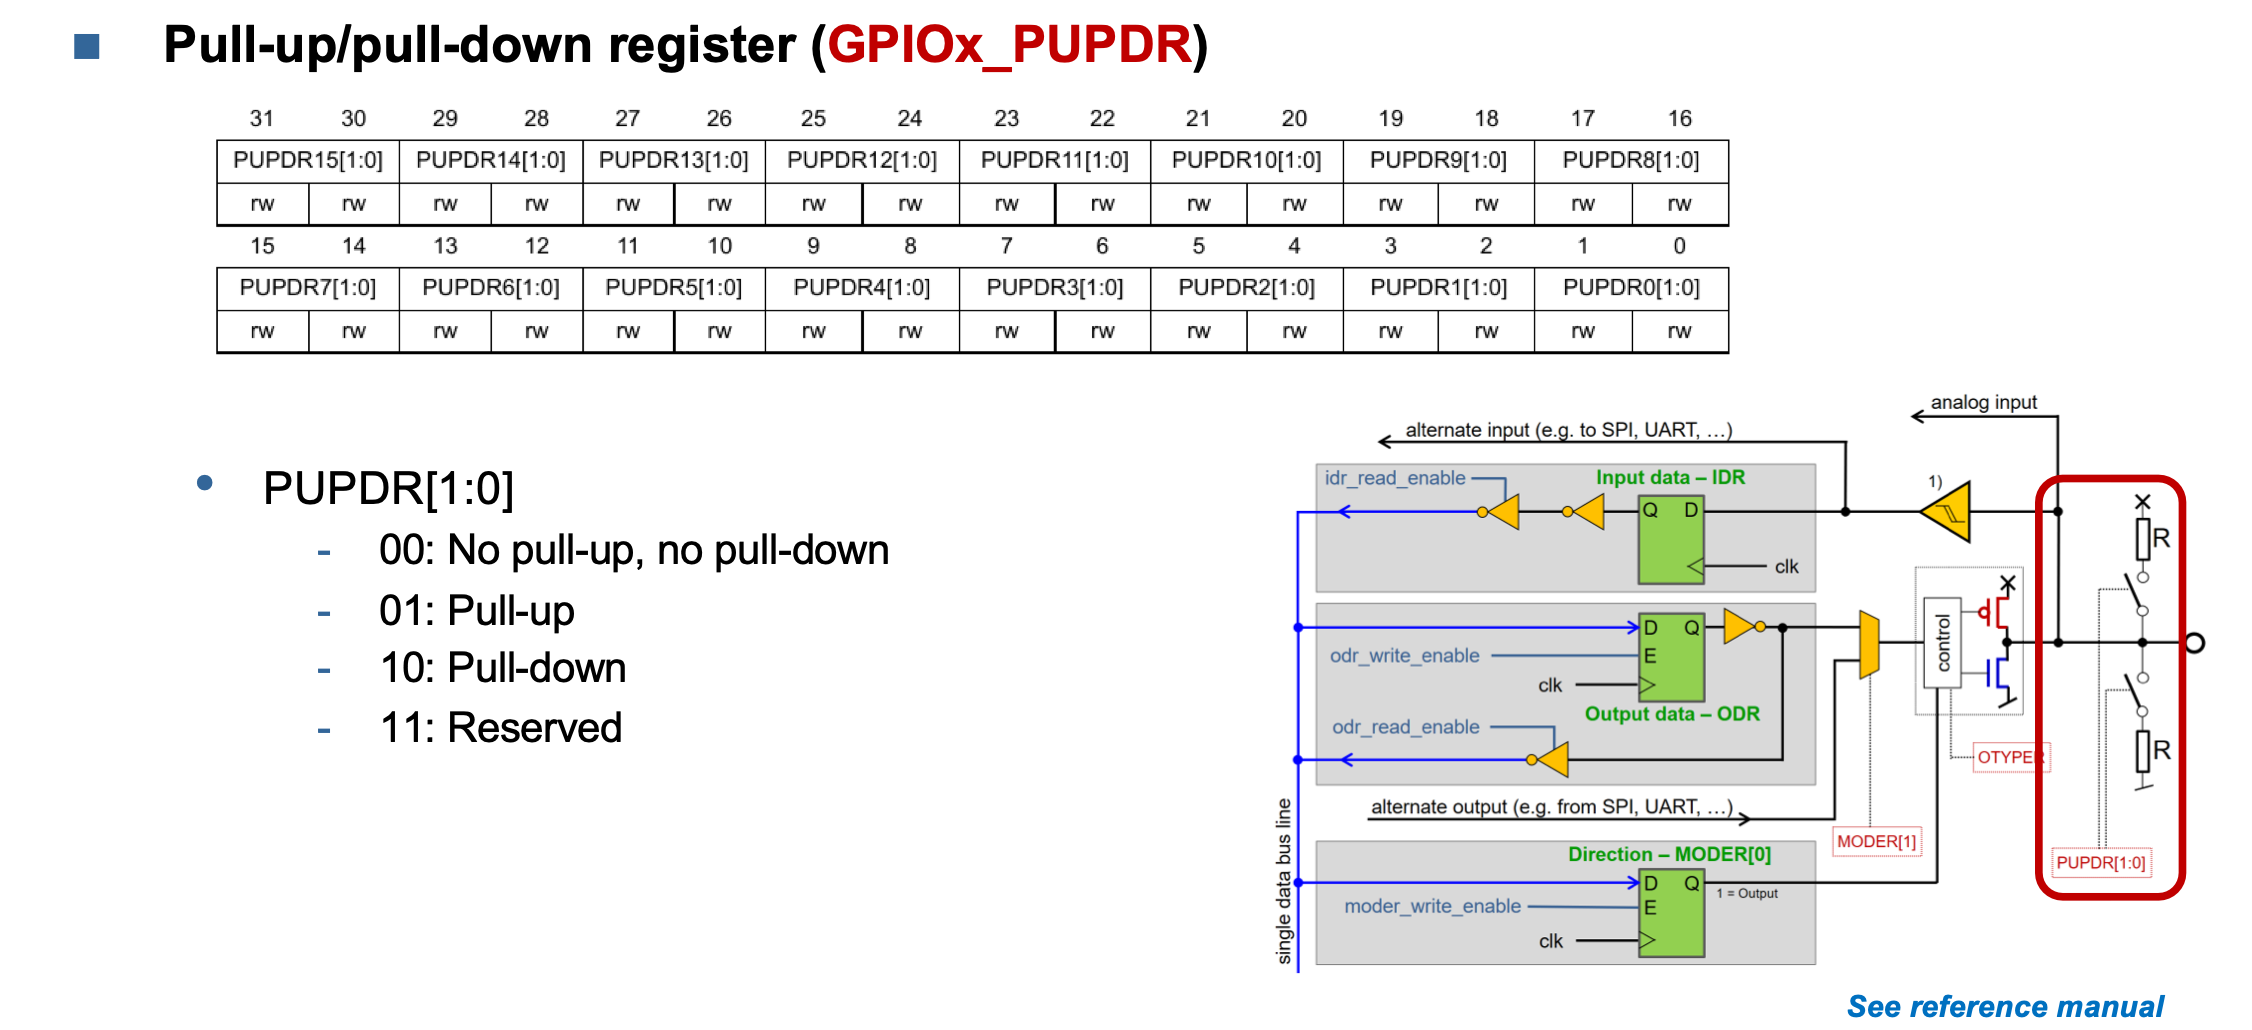 Pull-up/pull-down register (GPIOx_PUPDR)
31 30 29 28 27 26 25 24 23 22 21 20 19 18 17 16
PUPDR15[1:0] PUPDR14[1:0] PUPDR13[1:0] PUPDR12[1:0] PUPDR11[1:0] PUPDR10[1:0] PUPDR9[1:0] PUPDR8[1:0]
rw rw rw rw rw rw rw rw rw rw rw rw rw rw rw rw
15 14 13 12 11 10 9 8 7 6 5 4 3 2 1 0
PUPDR7[1:0] PUPDR6[1:0] PUPDR5[1:0] PUPDR4[1:0] PUPDR3[1:0] PUPDR2[1:0] PUPDR1[1:0] PUPDR0[1:0]
rw rw rw rw rw rw rw rw rw rw rw rw rw rw rw rw
• PUPDR[1:0]
- 00: No pull-up, no pull-down
- 01: Pull-up
- 10: Pull-down
- 11: Reserved
analog input
alternate input (e.g. to SPI, UART, …)
idr_read_enable
Input data – IDR
1)
Q D
R
clk
control
D Q
odr_write_enable
E
clk
Output data – ODR
odr_read_enable
R
OTYPER
alternate output (e.g. from SPI, UART, …)
MODER[1]
single data bus line
Direction – MODER[0]
PUPDR[1:0]
D Q
1 = Output
moder_write_enable
E
clk
See reference manual